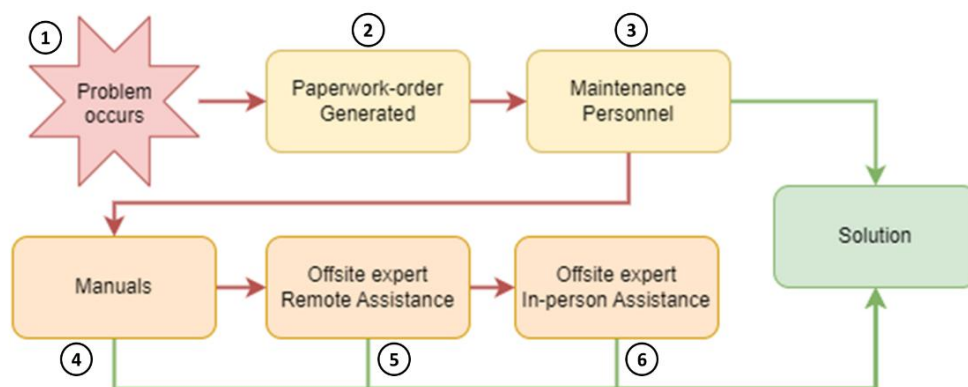 1
Problem
occurs
2
Paperwork-order
Generated
3
Maintenance
Personnel
Solution
Manuals
4
Offsite expert
Remote Assistance
5
Offsite expert
In-person Assistance
6